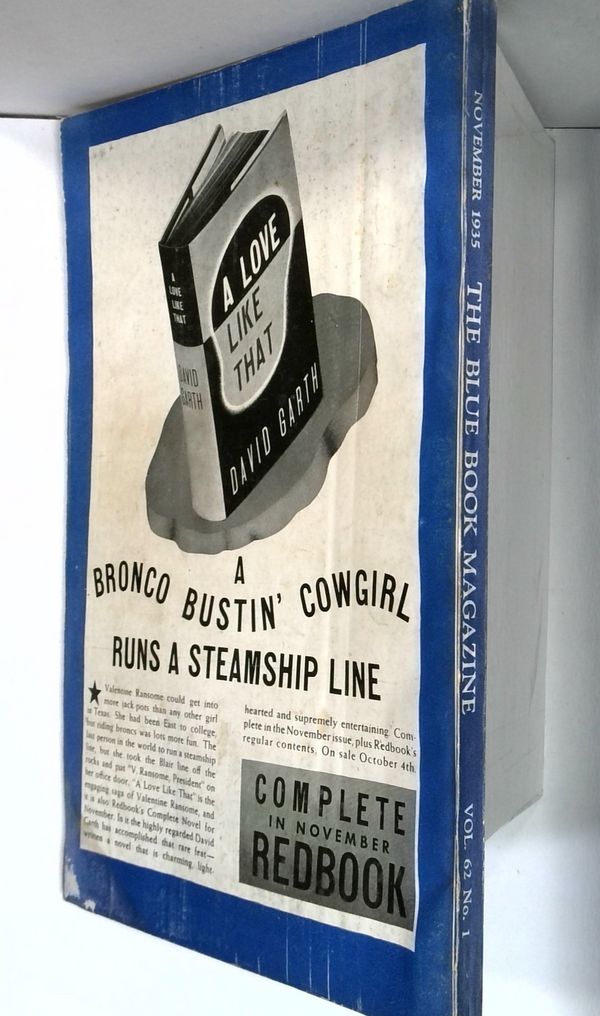 A LOVE
LIKE
THAT
DAVID GARTH
A
LOVE
LIKE
THAT
DAVID
GARTH
A
BRONCO BUSTIN' COWGIRL
RUNS A STEAMSHIP LINE
★ Valentine Ransome could get into
more jack pots than any other girl
in Texas. She had been East to college,
but riding broncs was lots more fun. The
last person in the world to run a steamship
line, but she took the Blair line off the
rocks and put "V. Ransome, President" on
her office door. "A Love Like That" is the
engaging saga of Valentine Ransome, and
it is also Redbook's Complete Novel for
November. In it the highly regarded David
Garth has accomplished that rare feat—
written a novel that is charming, light-
hearted and supremely entertaining. Com-
plete in the November issue, plus Redbook's
regular contents. On sale October 4th.
COMPLETE
IN NOVEMBER
REDBOOK
NOVEMBER 1935 THE BLUE BOOK MAGAZINE VOL. 62 No. 1